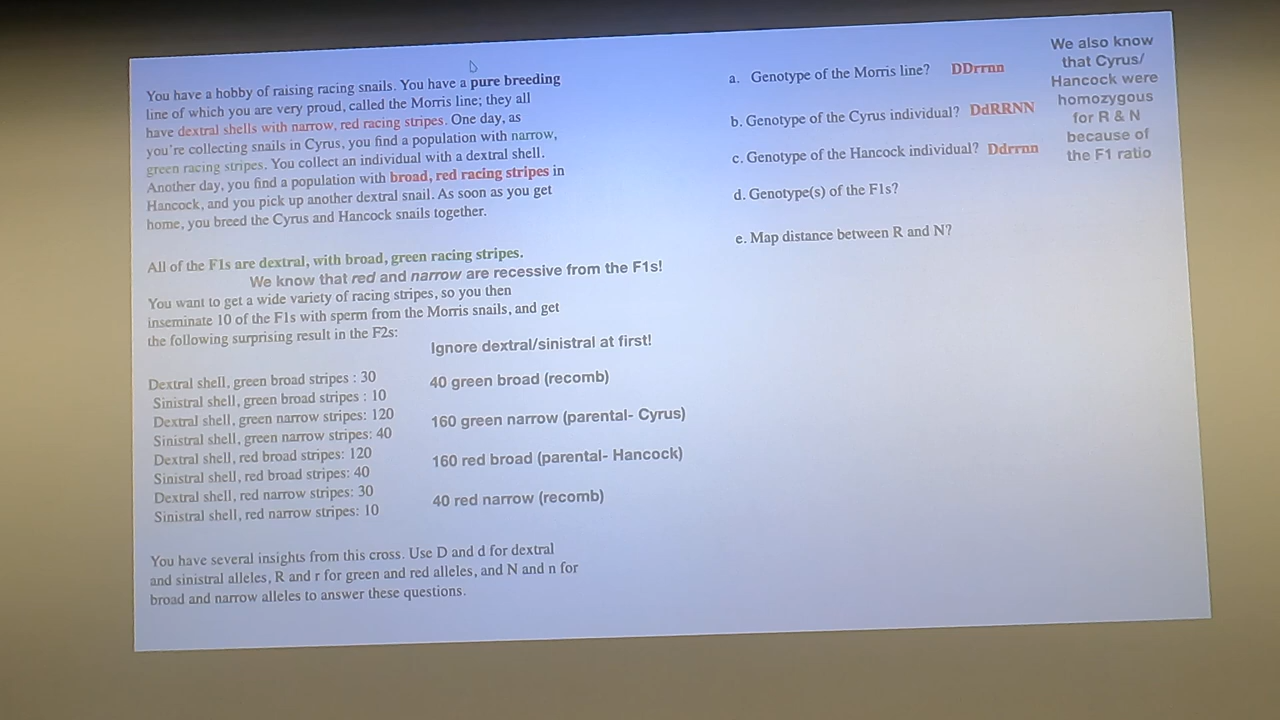 You have a hobby of raising racing snails. You have a pure breeding
line of which you are very proud, called the Morris line; they all
have dextral shells with narrow, red racing stripes. One day, as
you're collecting snails in Cyrus, you find a population with narrow,
green racing stripes. You collect an individual with a dextral shell.
Another day, you find a population with broad, red racing stripes in
Hancock, and you pick up another dextral snail. As soon as you get
home, you breed the Cyrus and Hancock snails together.
All of the F1s are dextral, with broad, green racing stripes.
We know that red and narrow are recessive from the F1s!
You want to get a wide variety of racing stripes, so you then
inseminate 10 of the F1s with sperm from the Morris snails, and get
the following surprising result in the F2s:
Ignore dextral/sinistral at first!
Dextral shell, green broad stripes : 30
Sinistral shell, green broad stripes : 10
Dextral shell, green narrow stripes: 120
Sinistral shell, green narrow stripes: 40
Dextral shell, red broad stripes: 120
Sinistral shell, red broad stripes: 40
Dextral shell, red narrow stripes: 30
Sinistral shell, red narrow stripes: 10
40 green broad (recomb)
160 green narrow (parental- Cyrus)
160 red broad (parental- Hancock)
40 red narrow (recomb)
You have several insights from this cross. Use D and d for dextral
and sinistral alleles, R and r for green and red alleles, and N and n for
broad and narrow alleles to answer these questions.
a. Genotype of the Morris line? DDrrnn
b. Genotype of the Cyrus individual? DdRRNN
c. Genotype of the Hancock individual? Ddrrnn
d. Genotype(s) of the F1s?
e. Map distance between R and N?
We also know
that Cyrus/
Hancock were
homozygous
for R & N
because of
the F1 ratio